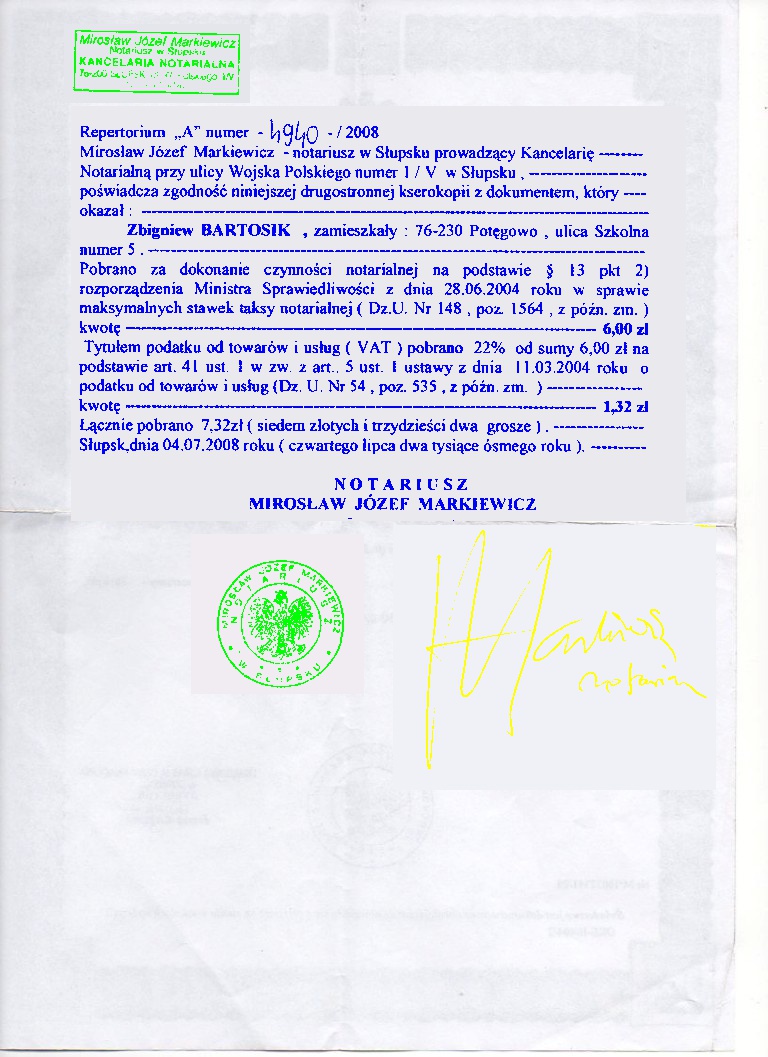 Mirosław Józef Markiewicz
Notariusz w Słupsku
KANCELARIA NOTARIALNA
Repertorium „A" numer - 4940 - / 2008
Mirosław Józef Markiewicz - notariusz w Słupsku prowadzący Kancelarię --------
Notarialną przy ulicy Wojska Polskiego numer 1 / V w Słupsku , --------------------
poświadcza zgodność niniejszej drugostronnej kserokopii z dokumentem, który ----
okazał : ----------------------------------------------------------------------
Zbigniew BARTOSIK , zamieszkały : 76-230 Potęgowo , ulica Szkolna
numer 5 . ----------------------------------------------------------------------
Pobrano za dokonanie czynności notarialnej na podstawie § 13 pkt 2)
rozporządzenia Ministra Sprawiedliwości z dnia 28.06.2004 roku w sprawie
maksymalnych stawek taksy notarialnej ( Dz.U. Nr 148 , poz. 1564 , z późn. zm. )
kwotę ---------------------------------------------------------------------- 6,00 zł
Tytułem podatku od towarów i usług ( VAT ) pobrano 22% od sumy 6,00 zł na
podstawie art. 41 ust. 1 w zw. z art.. 5 ust. 1 ustawy z dnia 11.03.2004 roku o
podatku od towarów i usług (Dz. U. Nr 54 , poz. 535 , z późn. zm. ) ----------------
kwotę ---------------------------------------------------------------------- 1,32 zł
Łącznie pobrano 7,32zł ( siedem złotych i trzydzieści dwa grosze ) . ---------------
Słupsk,dnia 04.07.2008 roku ( czwartego lipca dwa tysiące ósmego roku ). ---------
NOTARIUSZ
MIROSŁAW JÓZEF MARKIEWICZ
MIROSŁAW JÓZEF MARKIEWICZ
NOTARIUSZ
W SŁUPSKU